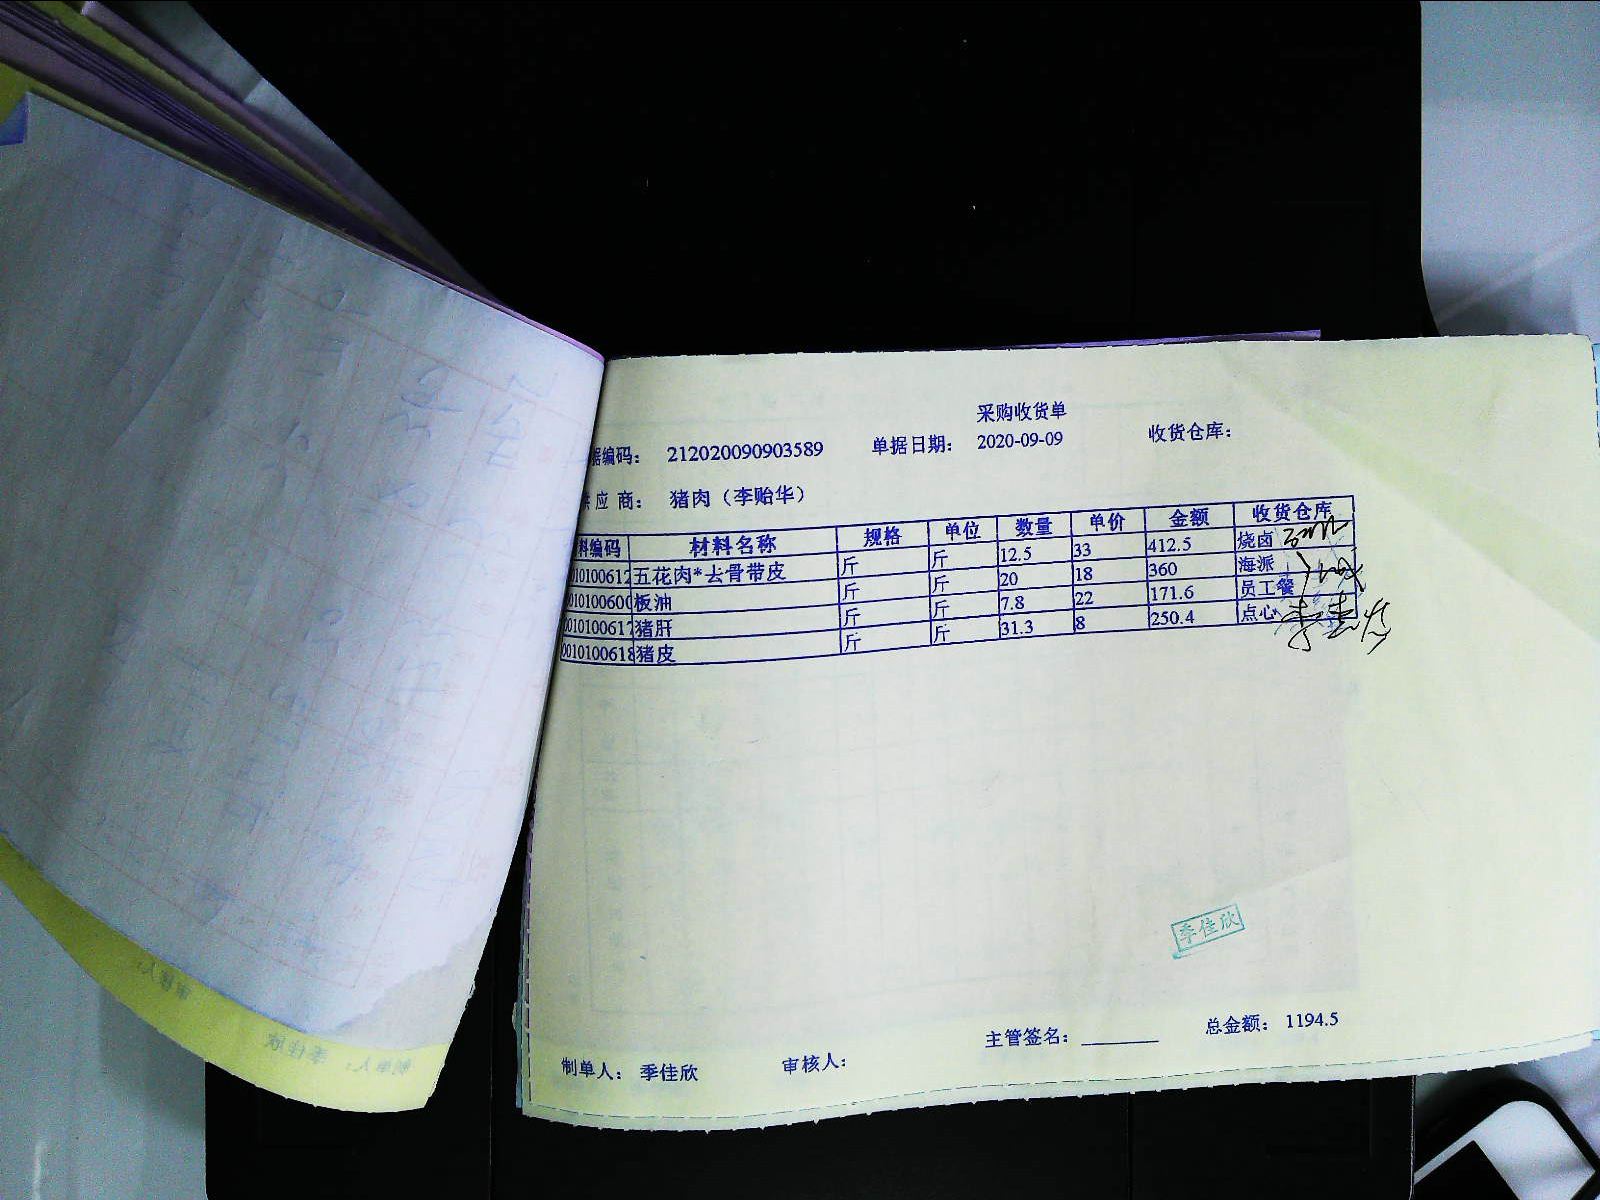 采购收货单
据编码: 212020090903589 单据日期: 2020-09-09 收货仓库:
应 商: 猪肉(李贻华)
料编码 材料名称 规格 单位 数量 单价 金额 收货仓库
010100612 五花肉*去骨带皮 斤 斤 12.5 33 412.5 烧卤
010100600 板油 斤 斤 20 18 360 海派
010100617 猪肝 斤 斤 7.8 22 171.6 员工餐
010100618 猪皮 斤 斤 31.3 8 250.4 点心
季佳欣
制单人: 季佳欣 审核人: 主管签名: 总金额: 1194.5